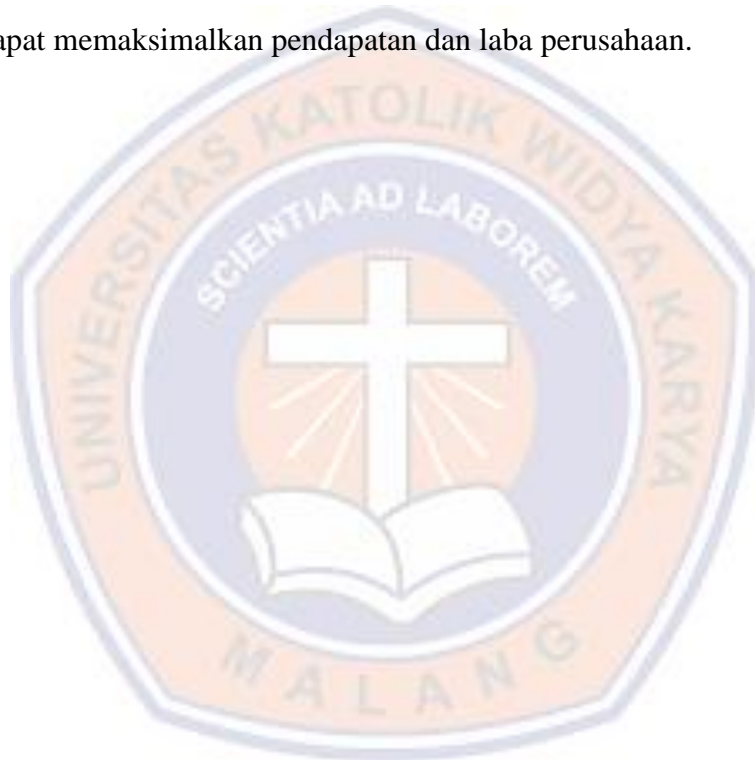 apat memaksimalkan pendapatan dan laba perusahaan.
UNIVERSITAS KATOLIK WIDYA KARYA
SCIENTIA AD LABOREM
MALANG